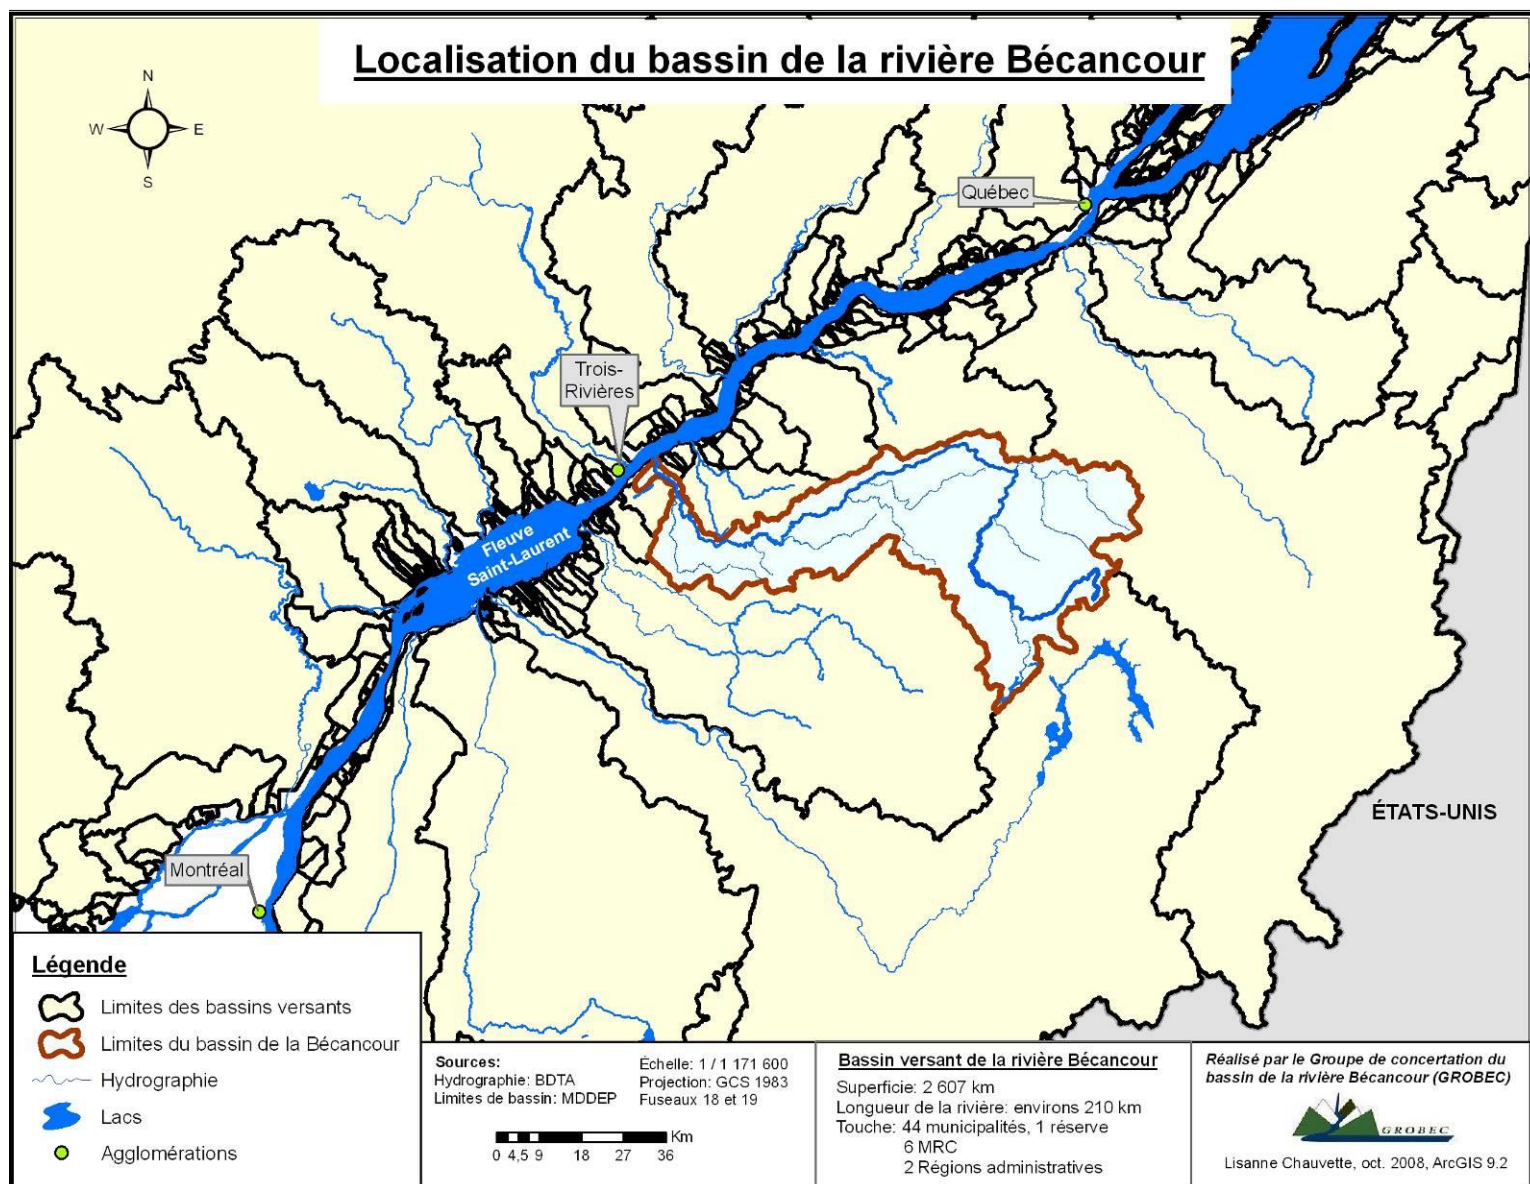 Localisation du bassin de la rivière Bécancour
N
W
E
S
Québec
Trois-
Rivières
Fleuve
Saint-Laurent
ÉTATS-UNIS
Montréal
Légende
Limites des bassins versants
Limites du bassin de la Bécancour
Hydrographie
Lacs
Agglomérations
Sources:
Hydrographie: BDTA
Limites de bassin: MDDEP
Échelle: 1 / 1 171 600
Projection: GCS 1983
Fuseaux 18 et 19
Km
0 4,5 9 18 27 36
Bassin versant de la rivière Bécancour
Superficie: 2 607 km
Longueur de la rivière: environs 210 km
Touche: 44 municipalités, 1 réserve
6 MRC
2 Régions administratives
Réalisé par le Groupe de concertation du
bassin de la rivière Bécancour (GROBEC)
GROBEC
Lisanne Chauvette, oct. 2008, ArcGIS 9.2